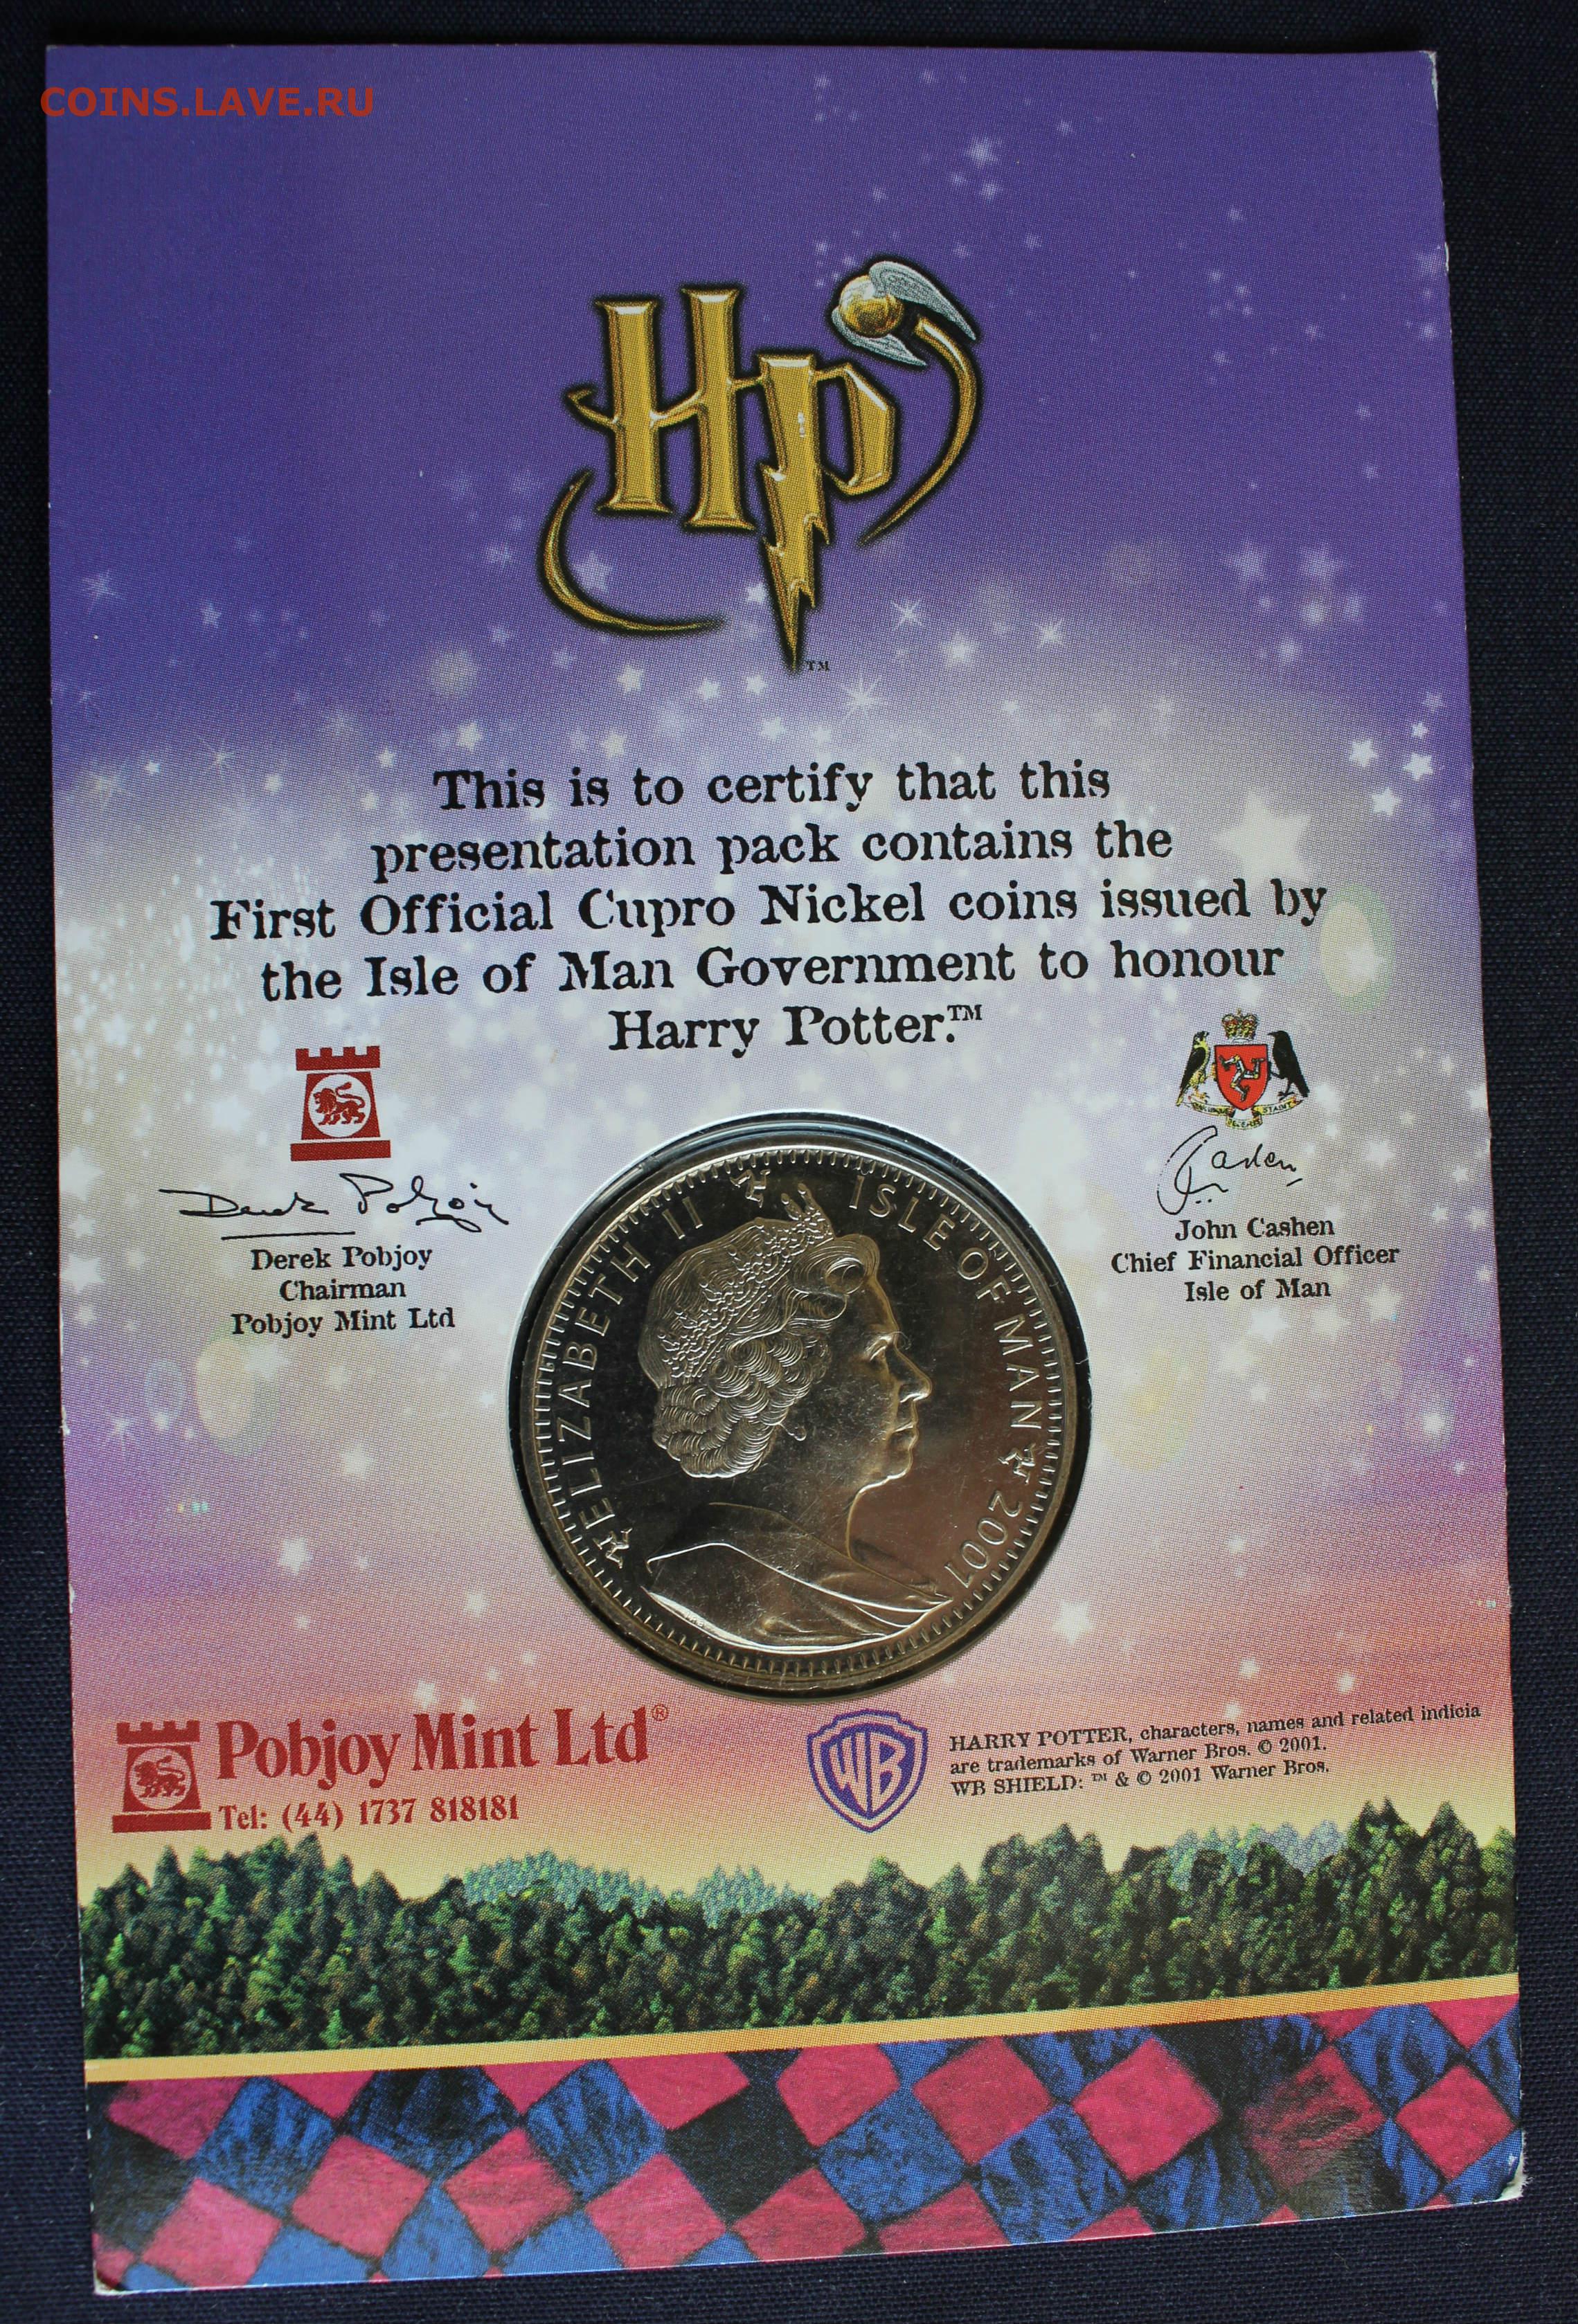 COINS.LAVE.RU
HP
TM
This is to certify that this
presentation pack contains the
First Official Cupro Nickel coins issued by
the Isle of Man Government to honour
Harry Potter.™
Derek Pobjoy
Derek Pobjoy
Chairman
Pobjoy Mint Ltd
John Cashen
Chief Financial Officer
Isle of Man
ELIZABETH II ISLE OF MAN 2001
Pobjoy Mint Ltd®
Tel: (44) 1737 818181
WB
HARRY POTTER, characters, names and related indicia
are trademarks of Warner Bros. © 2001.
WB SHIELD: ™ & © 2001 Warner Bros.